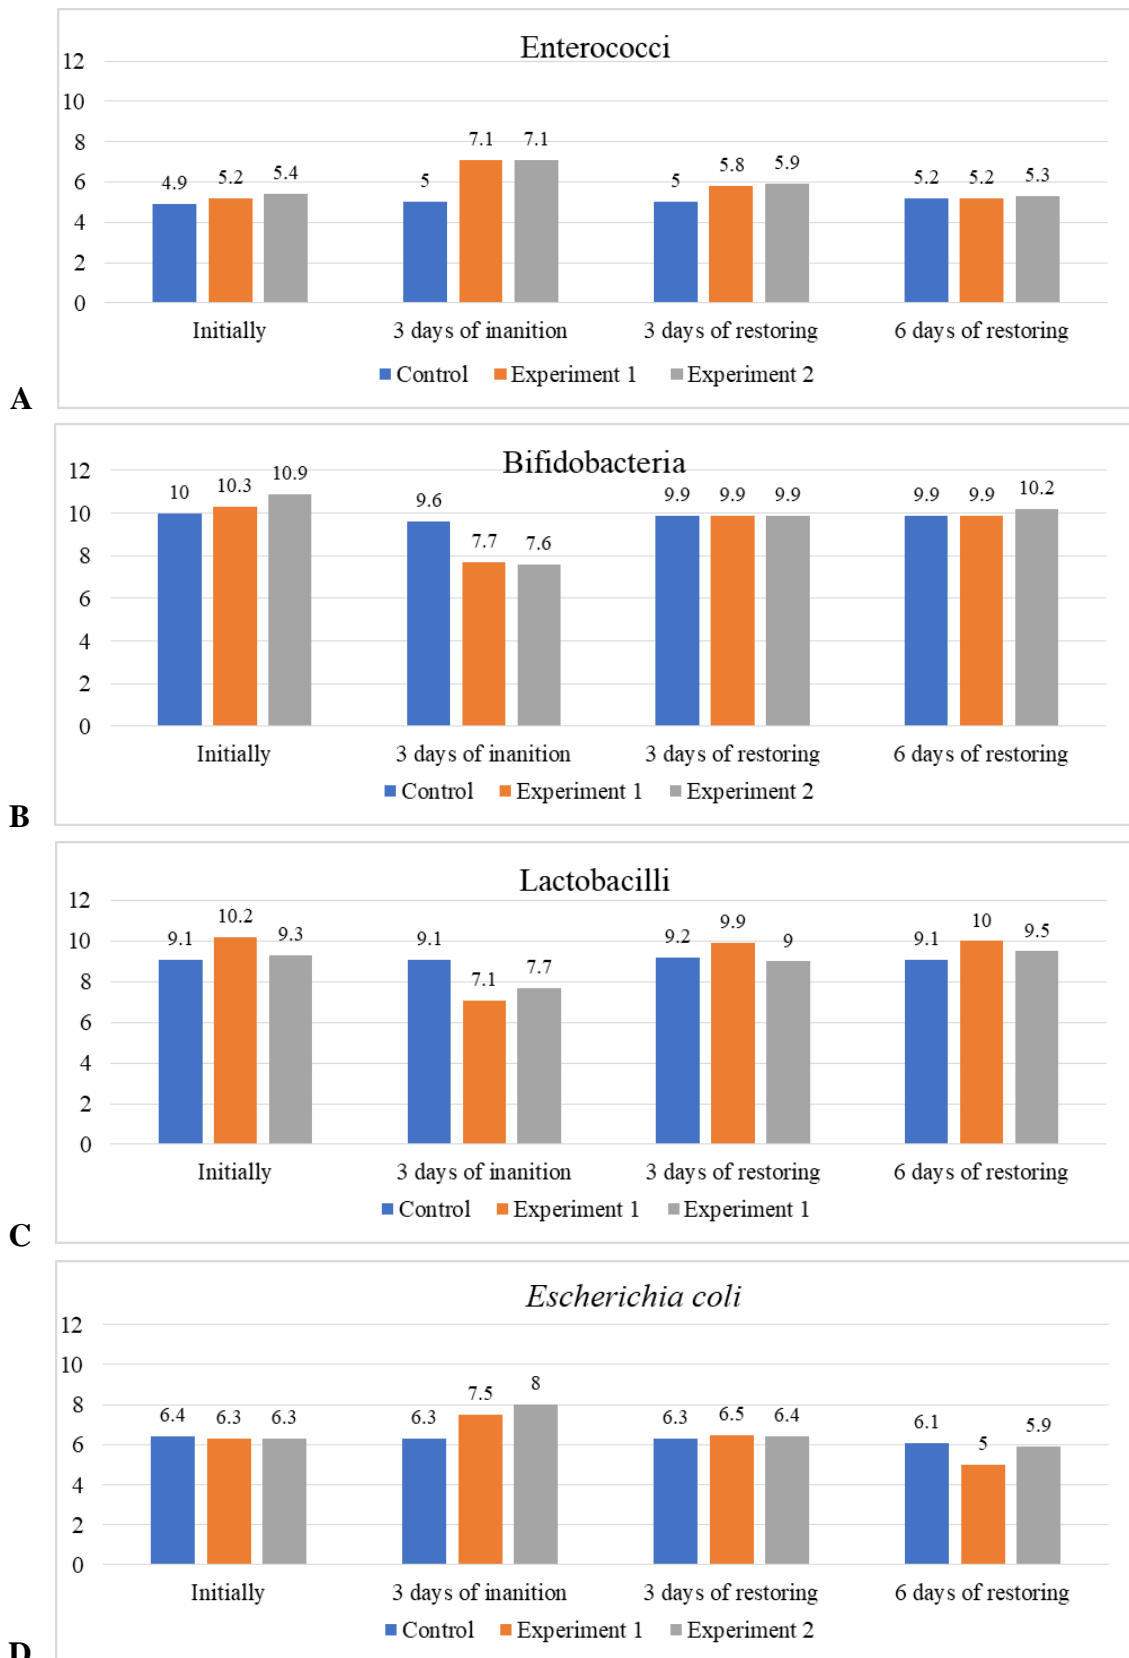 Enterococci
12
10
8
6
4
2
0
4.9 5.2 5.4 5 7.1 7.1 5 5.8 5.9 5.2 5.2 5.3
Initially 3 days of inanition 3 days of restoring 6 days of restoring
Control Experiment 1 Experiment 2
A
Bifidobacteria
12
10
8
6
4
2
0
10 10.3 10.9 9.6 7.7 7.6 9.9 9.9 9.9 9.9 9.9 10.2
Initially 3 days of inanition 3 days of restoring 6 days of restoring
Control Experiment 1 Experiment 2
B
Lactobacilli
12
10
8
6
4
2
0
9.1 10.2 9.3 9.1 7.1 7.7 9.2 9.9 9 9.1 10 9.5
Initially 3 days of inanition 3 days of restoring 6 days of restoring
Control Experiment 1 Experiment 1
C
Escherichia coli
12
10
8
6
4
2
0
6.4 6.3 6.3 6.3 7.5 8 6.3 6.5 6.4 6.1 5 5.9
Initially 3 days of inanition 3 days of restoring 6 days of restoring
Control Experiment 1 Experiment 2
D